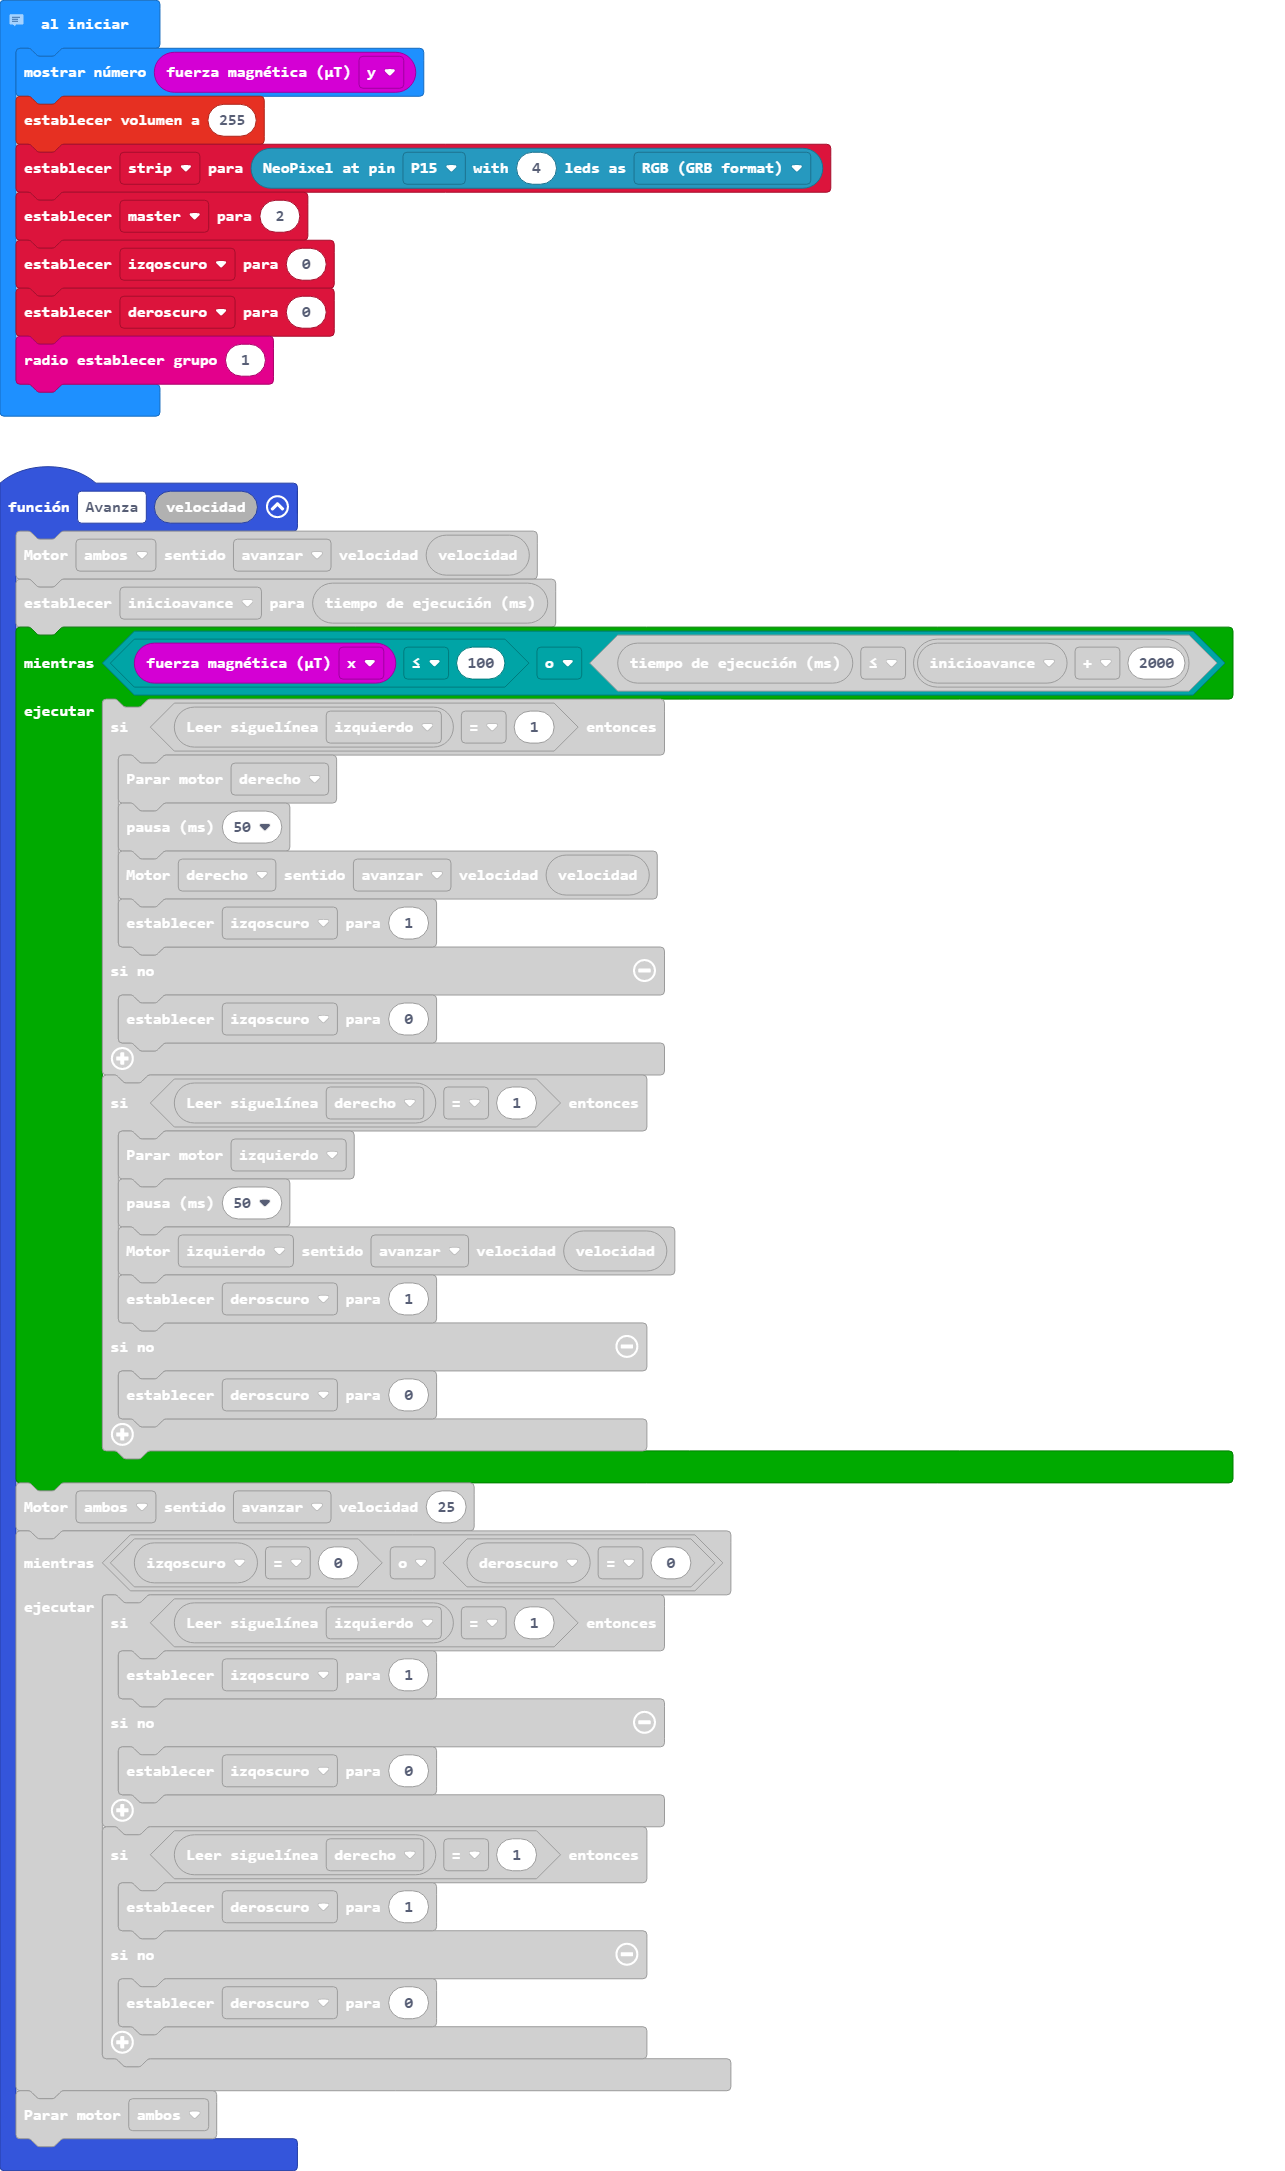 al iniciar
mostrar número fuerza magnética (µT) y
establecer volumen a 255
establecer strip para NeoPixel at pin P15 with 4 leds as RGB (GRB format)
establecer master para 2
establecer izqoscuro para 0
establecer deroscuro para 0
radio establecer grupo 1
función Avanza velocidad
Motor ambos sentido avanzar velocidad velocidad
establecer inicioavance para tiempo de ejecución (ms)
mientras fuerza magnética (µT) x ≤ 100 o tiempo de ejecución (ms) ≤ inicioavance + 2000
ejecutar
si Leer siguelínea izquierdo = 1 entonces
Parar motor derecho
pausa (ms) 50
Motor derecho sentido avanzar velocidad velocidad
establecer izqoscuro para 1
si no
establecer izqoscuro para 0
si Leer siguelínea derecho = 1 entonces
Parar motor izquierdo
pausa (ms) 50
Motor izquierdo sentido avanzar velocidad velocidad
establecer deroscuro para 1
si no
establecer deroscuro para 0
Motor ambos sentido avanzar velocidad 25
mientras izqoscuro = 0 o deroscuro = 0
ejecutar
si Leer siguelínea izquierdo = 1 entonces
establecer izqoscuro para 1
si no
establecer izqoscuro para 0
si Leer siguelínea derecho = 1 entonces
establecer deroscuro para 1
si no
establecer deroscuro para 0
Parar motor ambos